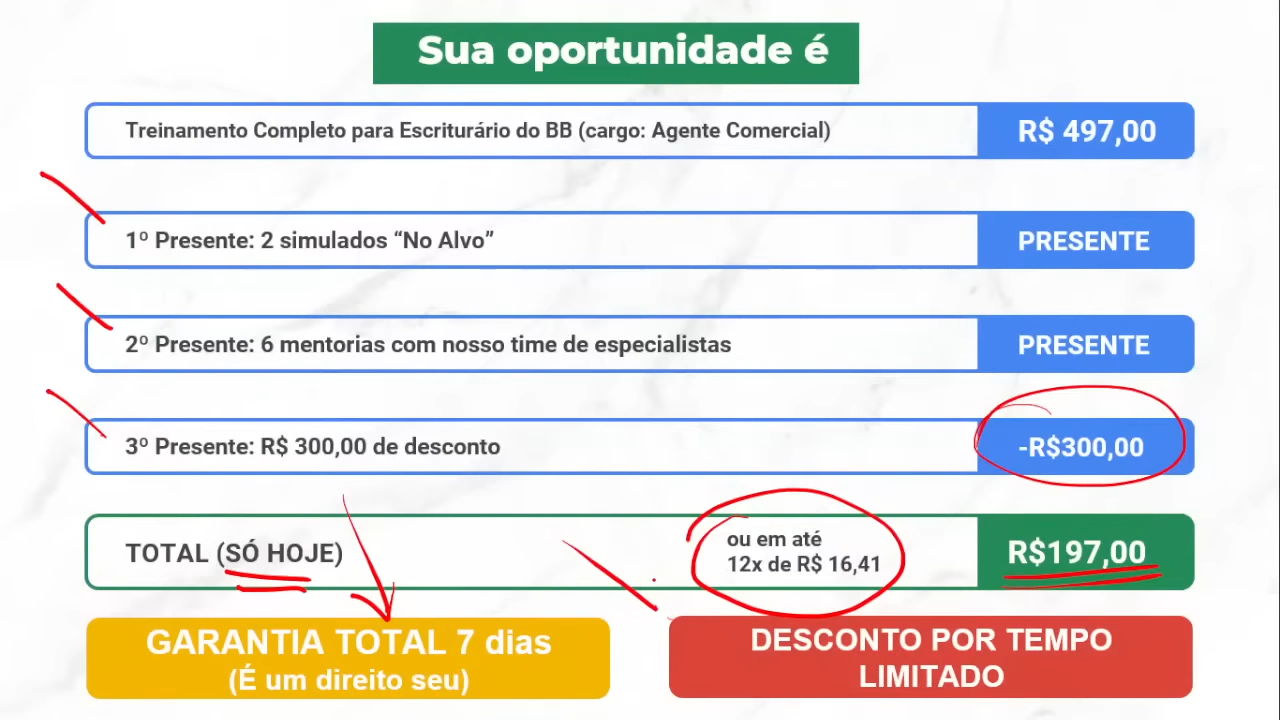 Sua oportunidade é
Treinamento Completo para Escriturário do BB (cargo: Agente Comercial)
R$ 497,00
1º Presente: 2 simulados “No Alvo”
PRESENTE
2º Presente: 6 mentorias com nosso time de especialistas
PRESENTE
3º Presente: R$ 300,00 de desconto
-R$300,00
TOTAL (SÓ HOJE)
ou em até
12x de R$ 16,41
R$197,00
GARANTIA TOTAL 7 dias
(É um direito seu)
DESCONTO POR TEMPO
LIMITADO